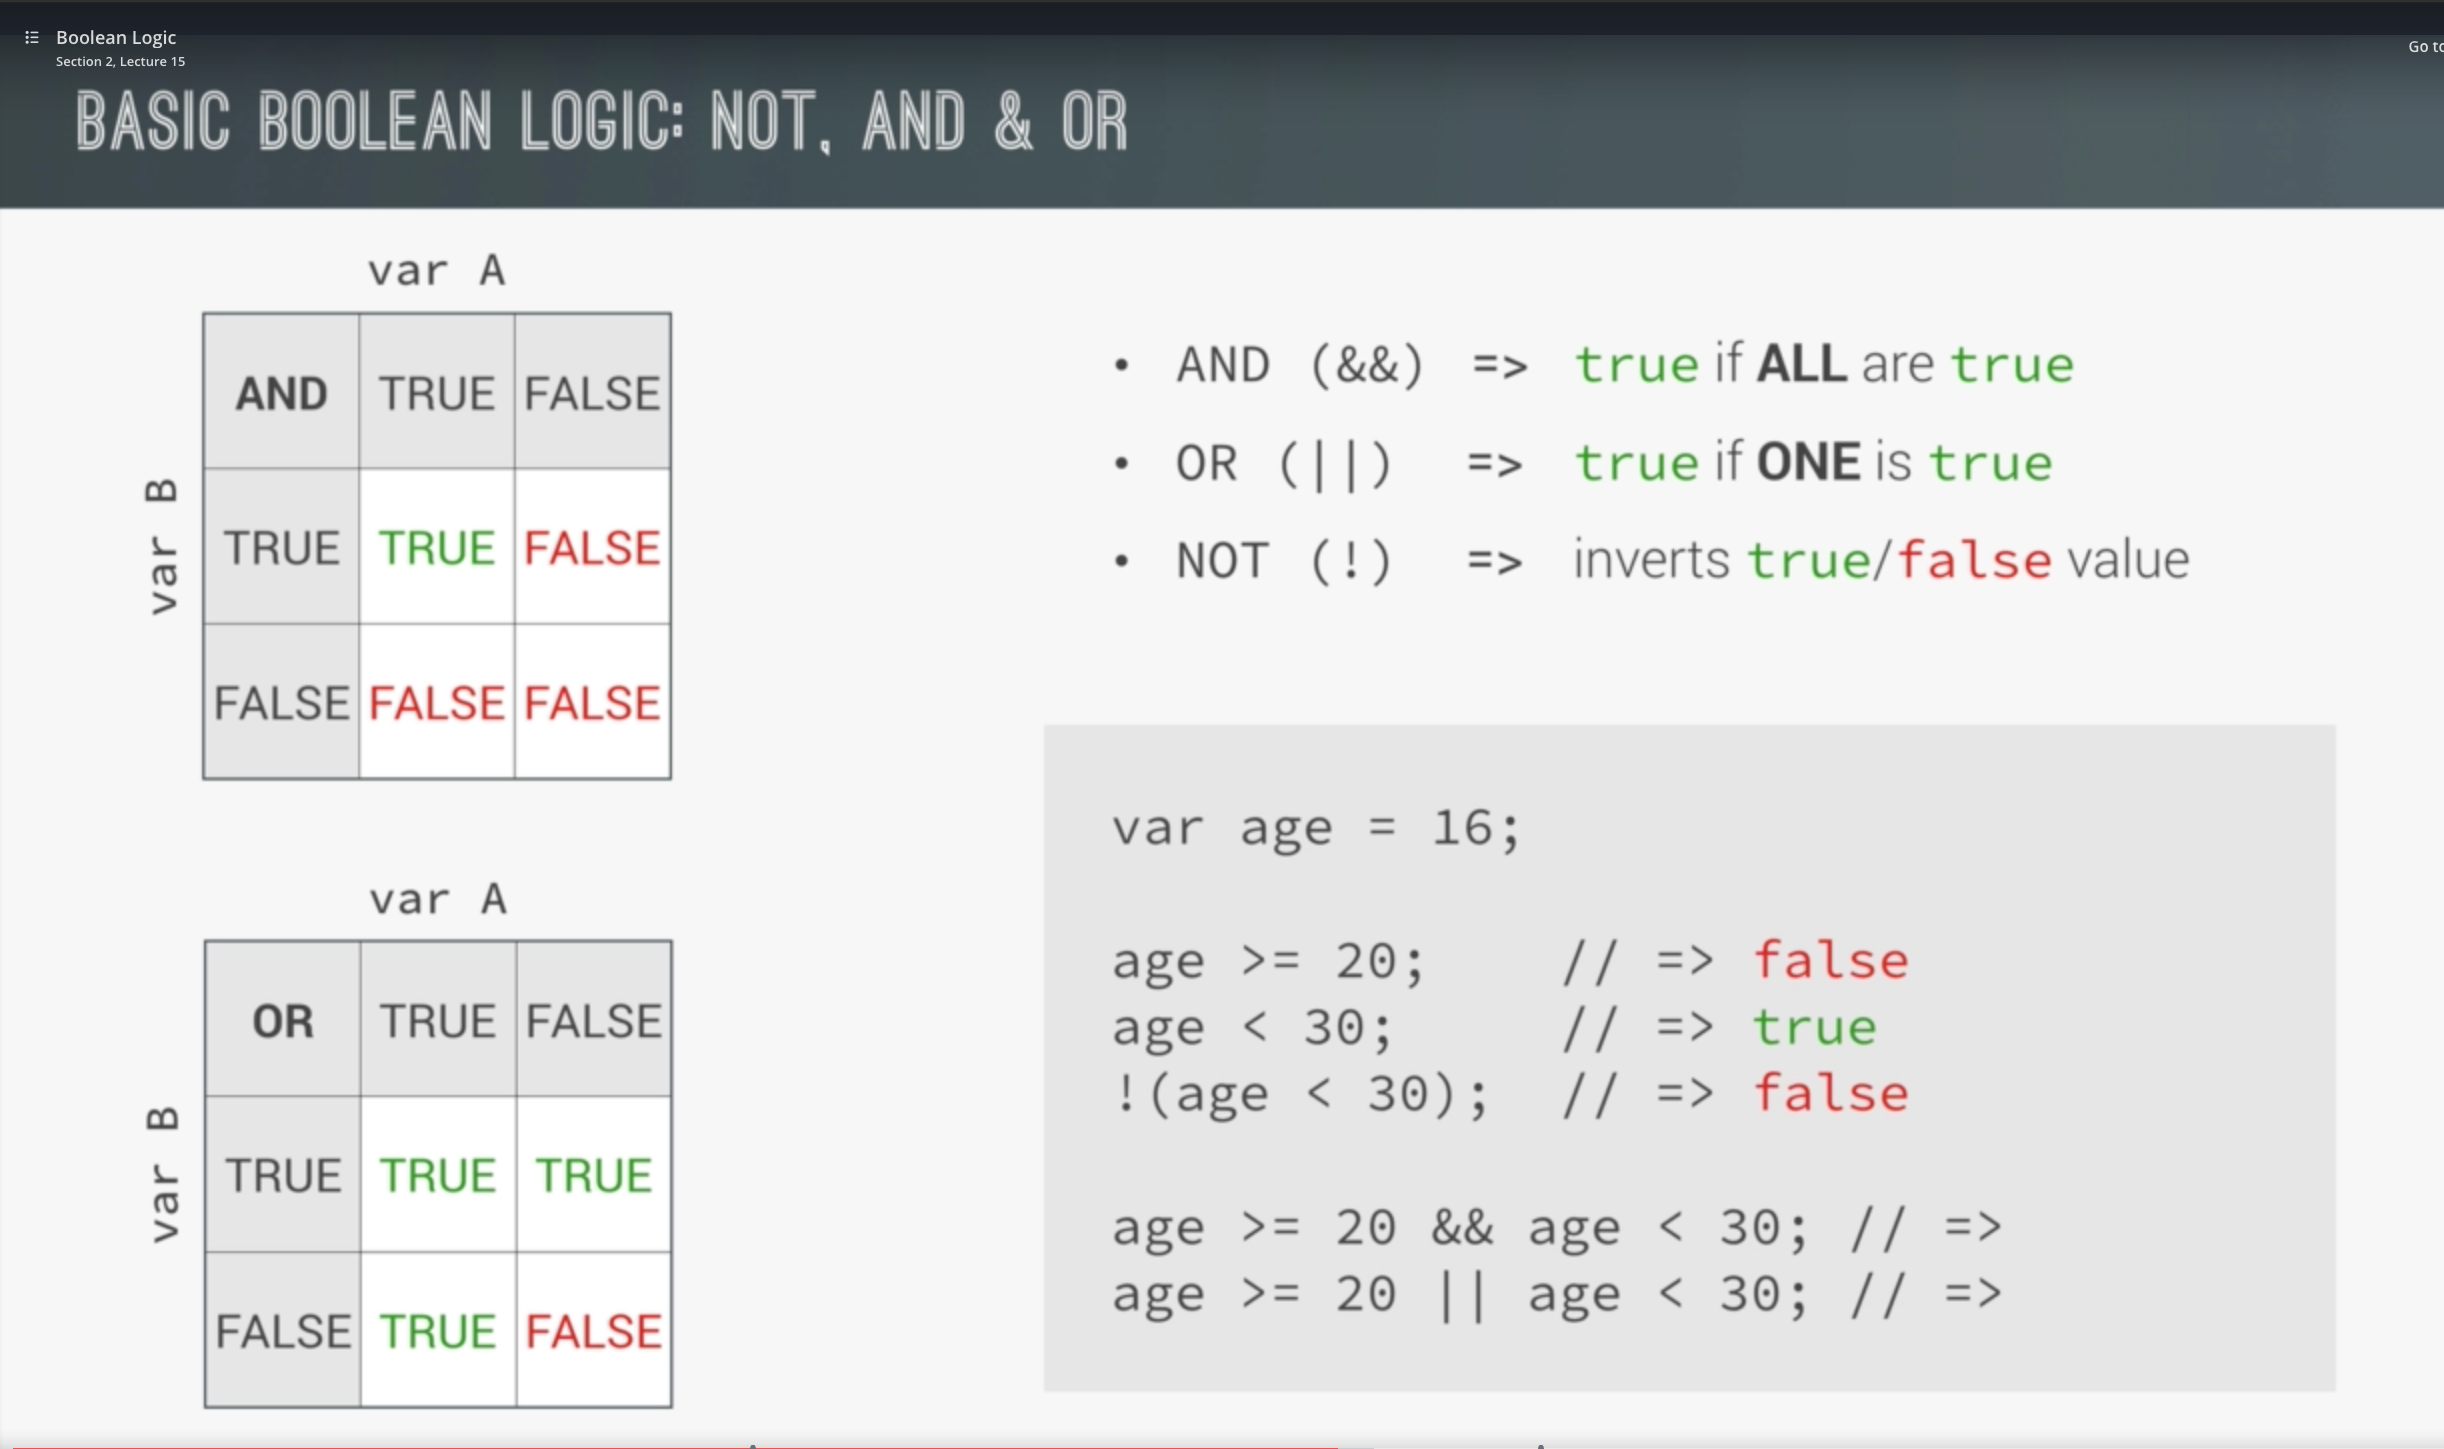 Boolean Logic
Section 2, Lecture 15
Go to
BASIC BOOLEAN LOGIC: NOT, AND & OR
var A
AND TRUE FALSE
var B
TRUE TRUE FALSE
FALSE FALSE FALSE
var A
OR TRUE FALSE
var B
TRUE TRUE TRUE
FALSE TRUE FALSE
• AND (&&) => true if ALL are true
• OR (||) => true if ONE is true
• NOT (!) => inverts true/false value
var age = 16;
age >= 20; // => false
age < 30; // => true
!(age < 30); // => false
age >= 20 && age < 30; // =>
age >= 20 || age < 30; // =>